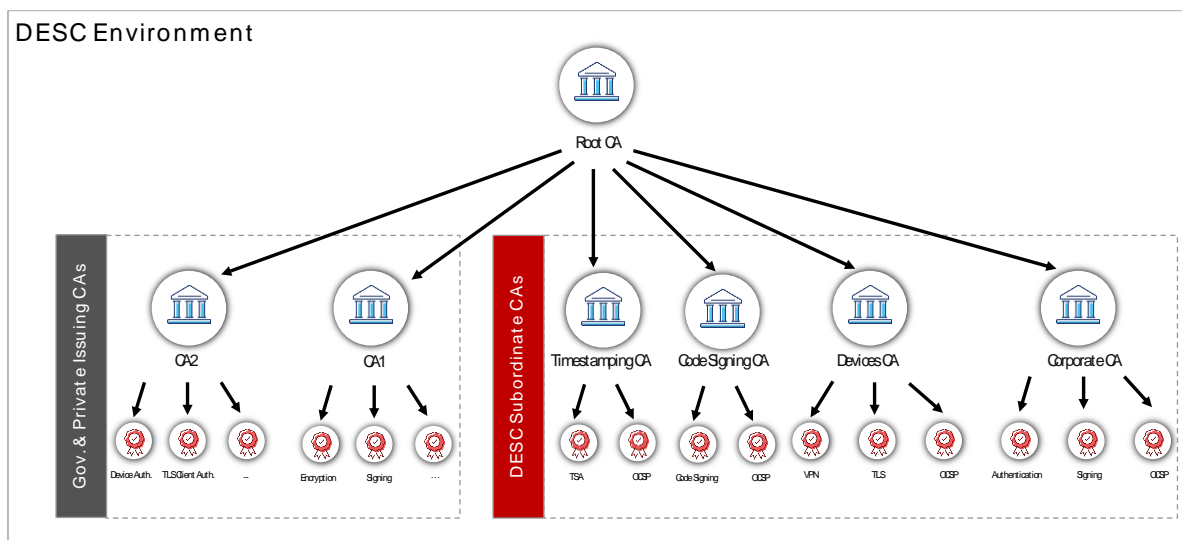 DESC Environment
Root CA
Gov. & Private Issuing CAs
DESC Subordinate CAs
CA2
CA1
Timestamping CA
Code Signing CA
Devices CA
Corporate CA
Device Auth.
TLS Client Auth.
...
Encryption
Signing
...
TSA
OCSP
Code Signing
OCSP
VPN
TLS
OCSP
Authentication
Signing
OCSP